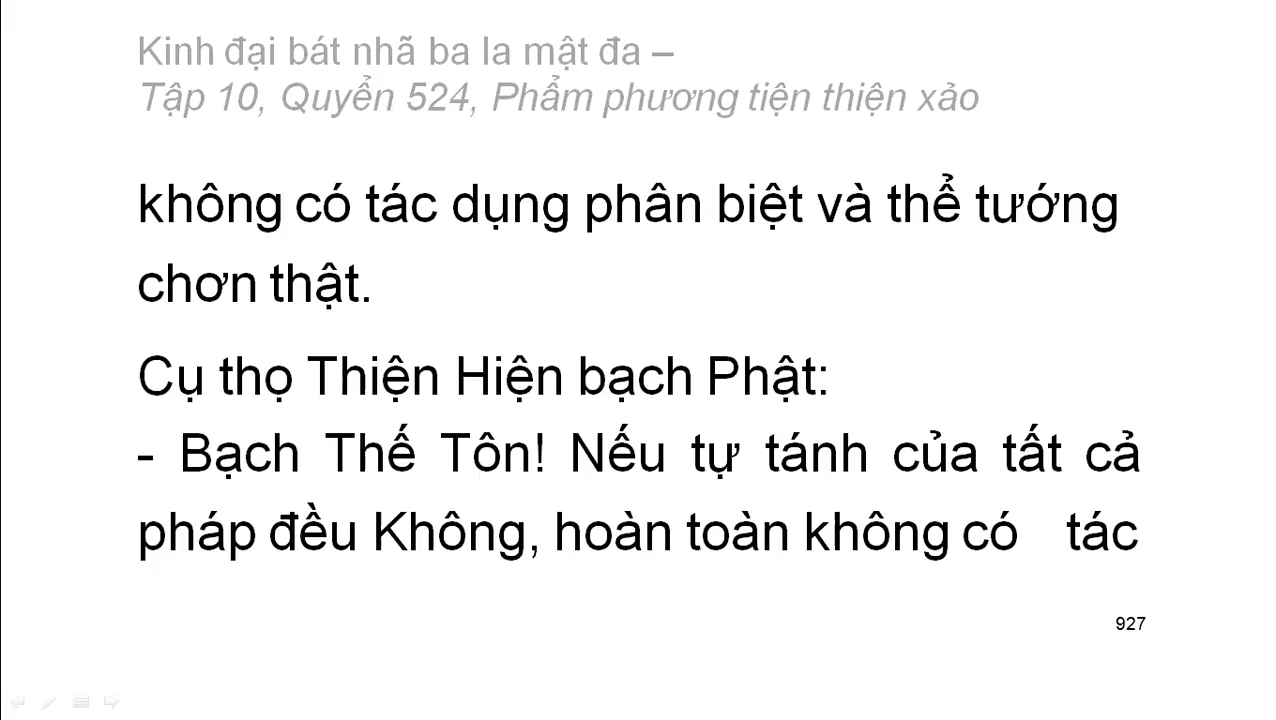 Kinh đại bát nhã ba la mật đa –
Tập 10, Quyển 524, Phẩm phương tiện thiện xảo
không có tác dụng phân biệt và thể tướng
chơn thật.
Cụ thọ Thiện Hiện bạch Phật:
- Bạch Thế Tôn! Nếu tự tánh của tất cả
pháp đều Không, hoàn toàn không có tác
927